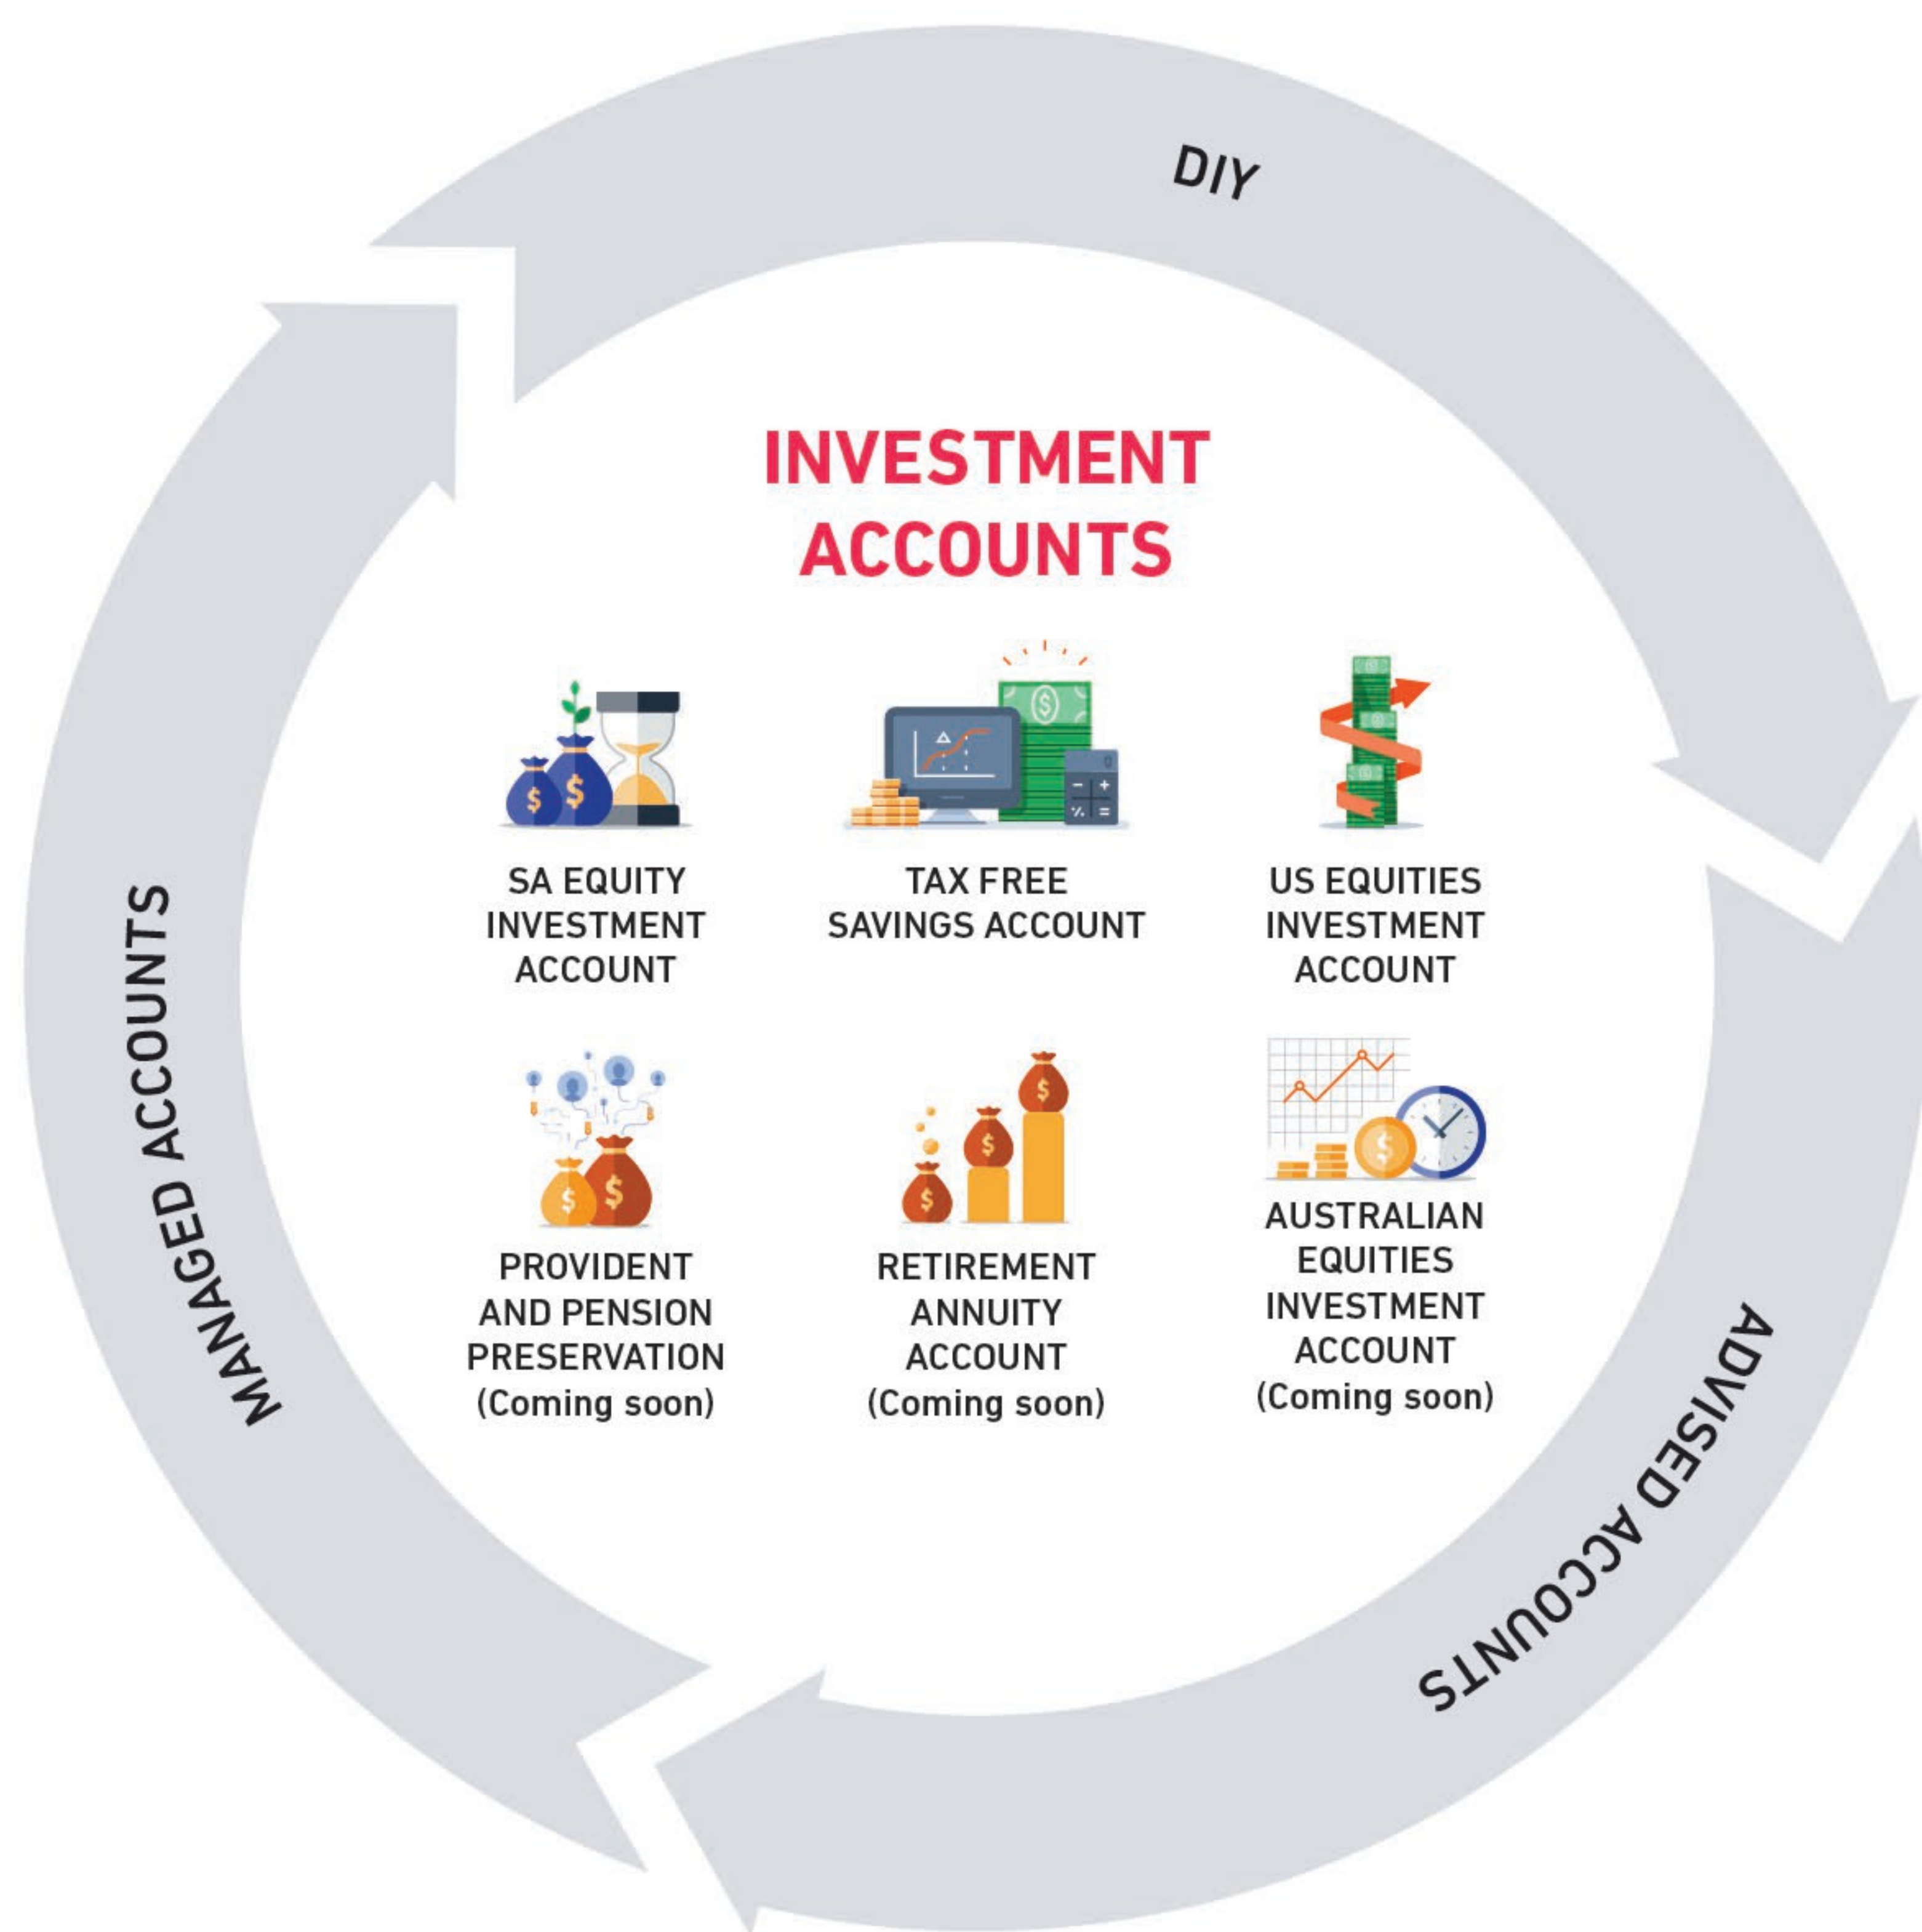 DIY
INVESTMENT
ACCOUNTS
SA EQUITY
INVESTMENT
ACCOUNT
TAX FREE
SAVINGS ACCOUNT
US EQUITIES
INVESTMENT
ACCOUNT
PROVIDENT
AND PENSION
PRESERVATION
(Coming soon)
RETIREMENT
ANNUITY
ACCOUNT
(Coming soon)
AUSTRALIAN
EQUITIES
INVESTMENT
ACCOUNT
(Coming soon)
ADVISED ACCOUNTS
MANAGED ACCOUNTS